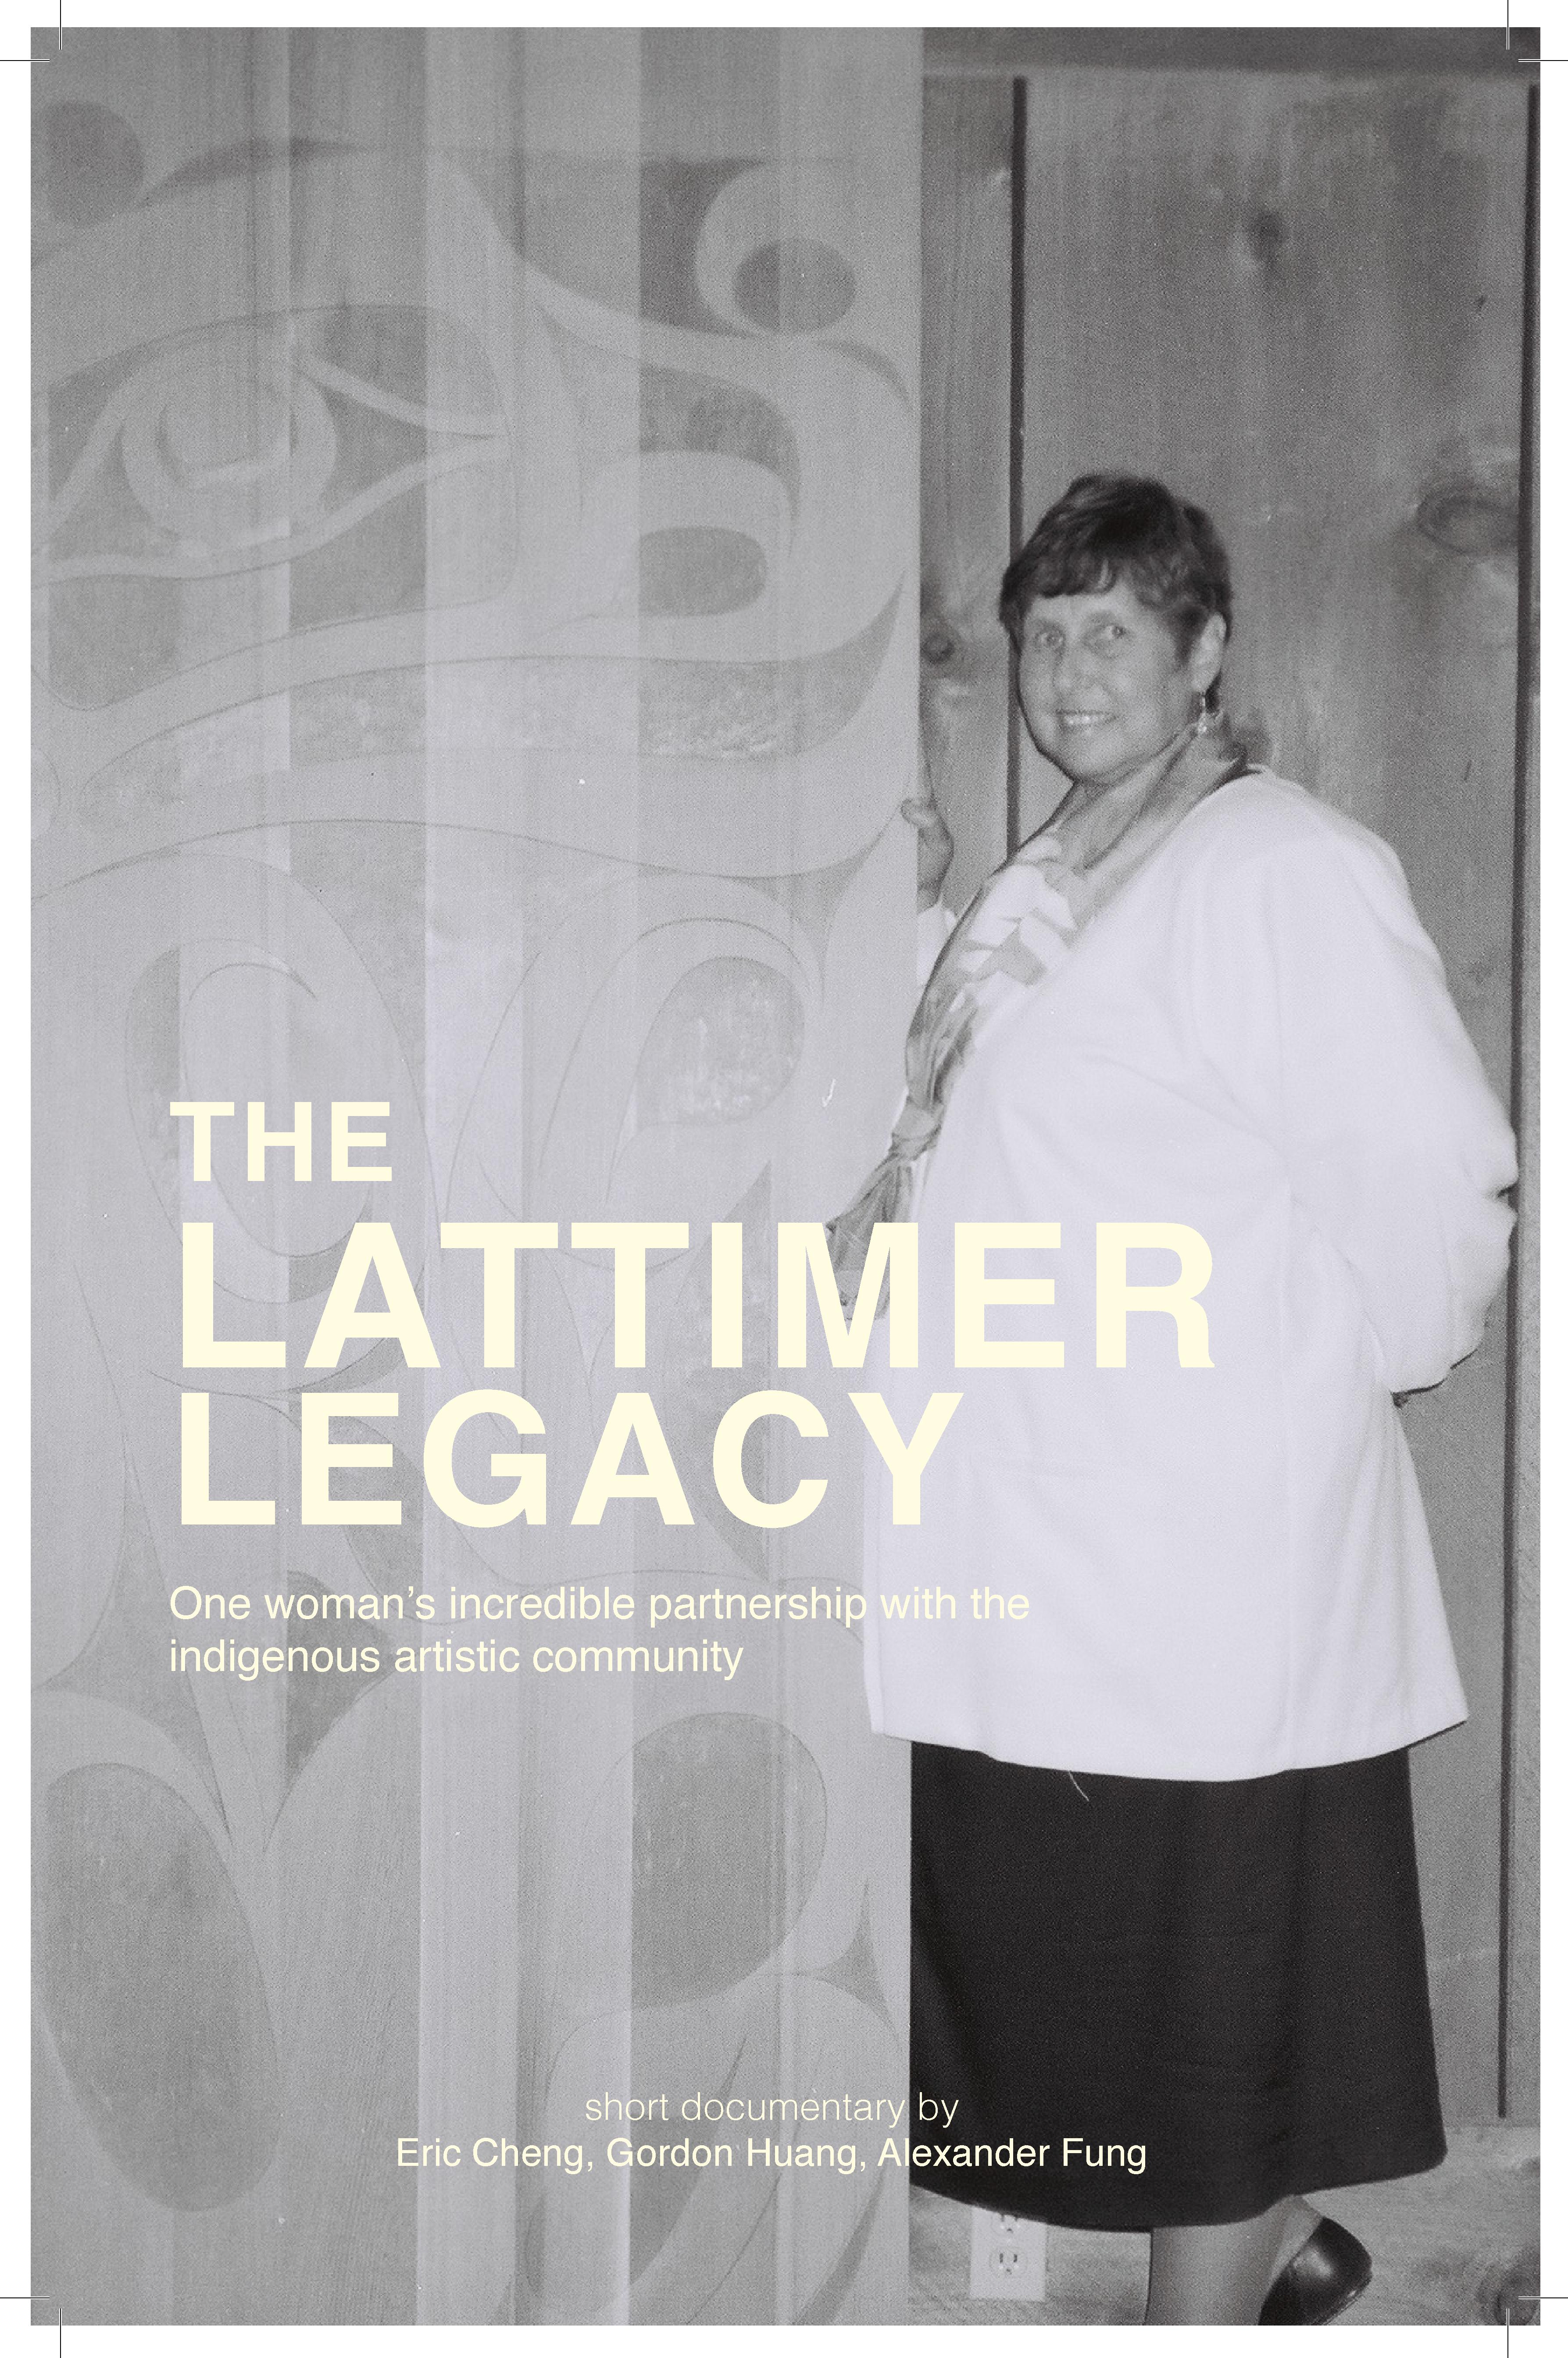 THE
LATTIMER
LEGACY
One woman’s incredible partnership with the
indigenous artistic community
short documentary by
Eric Cheng, Gordon Huang, Alexander Fung